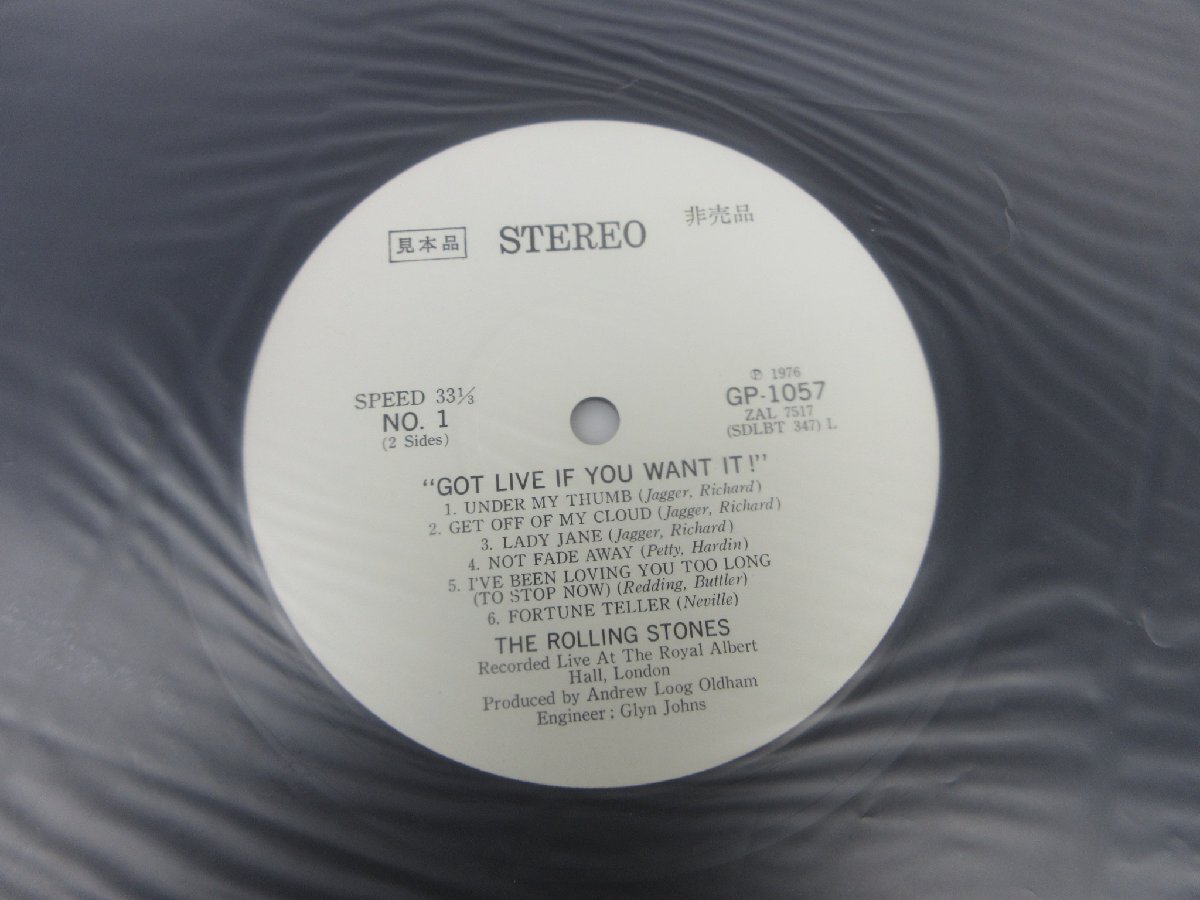 見本品 STEREO 非売品
SPEED 33⅓
NO. 1
(2 Sides)
Ⓟ 1976
GP-1057
ZAL 7517
(SDLBT 347) L
"GOT LIVE IF YOU WANT IT!"
1. UNDER MY THUMB (Jagger, Richard)
2. GET OFF OF MY CLOUD (Jagger, Richard)
3. LADY JANE (Jagger, Richard)
4. NOT FADE AWAY (Petty, Hardin)
5. I'VE BEEN LOVING YOU TOO LONG
(TO STOP NOW) (Redding, Buttler)
6. FORTUNE TELLER (Neville)
THE ROLLING STONES
Recorded Live At The Royal Albert
Hall, London
Produced by Andrew Loog Oldham
Engineer ; Glyn Johns